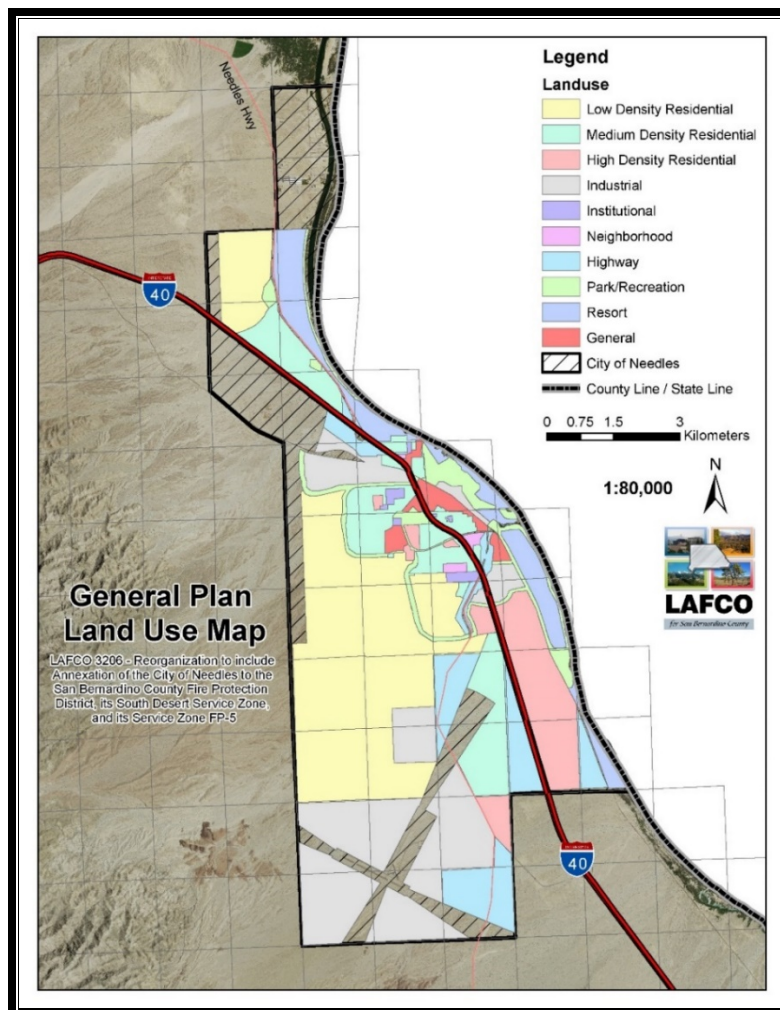 Needles Hwy
Legend
Landuse
Low Density Residential
Medium Density Residential
High Density Residential
Industrial
Institutional
Neighborhood
Highway
Park/Recreation
Resort
General
City of Needles
County Line / State Line
0 0.75 1.5 3
Kilometers
1:80,000
N
40
LAFCO
for San Bernardino County
General Plan
Land Use Map
LAFCO 3206 - Reorganization to include
Annexation of the City of Needles to the
San Bernardino County Fire Protection
District, its South Desert Service Zone,
and its Service Zone FP-5
40